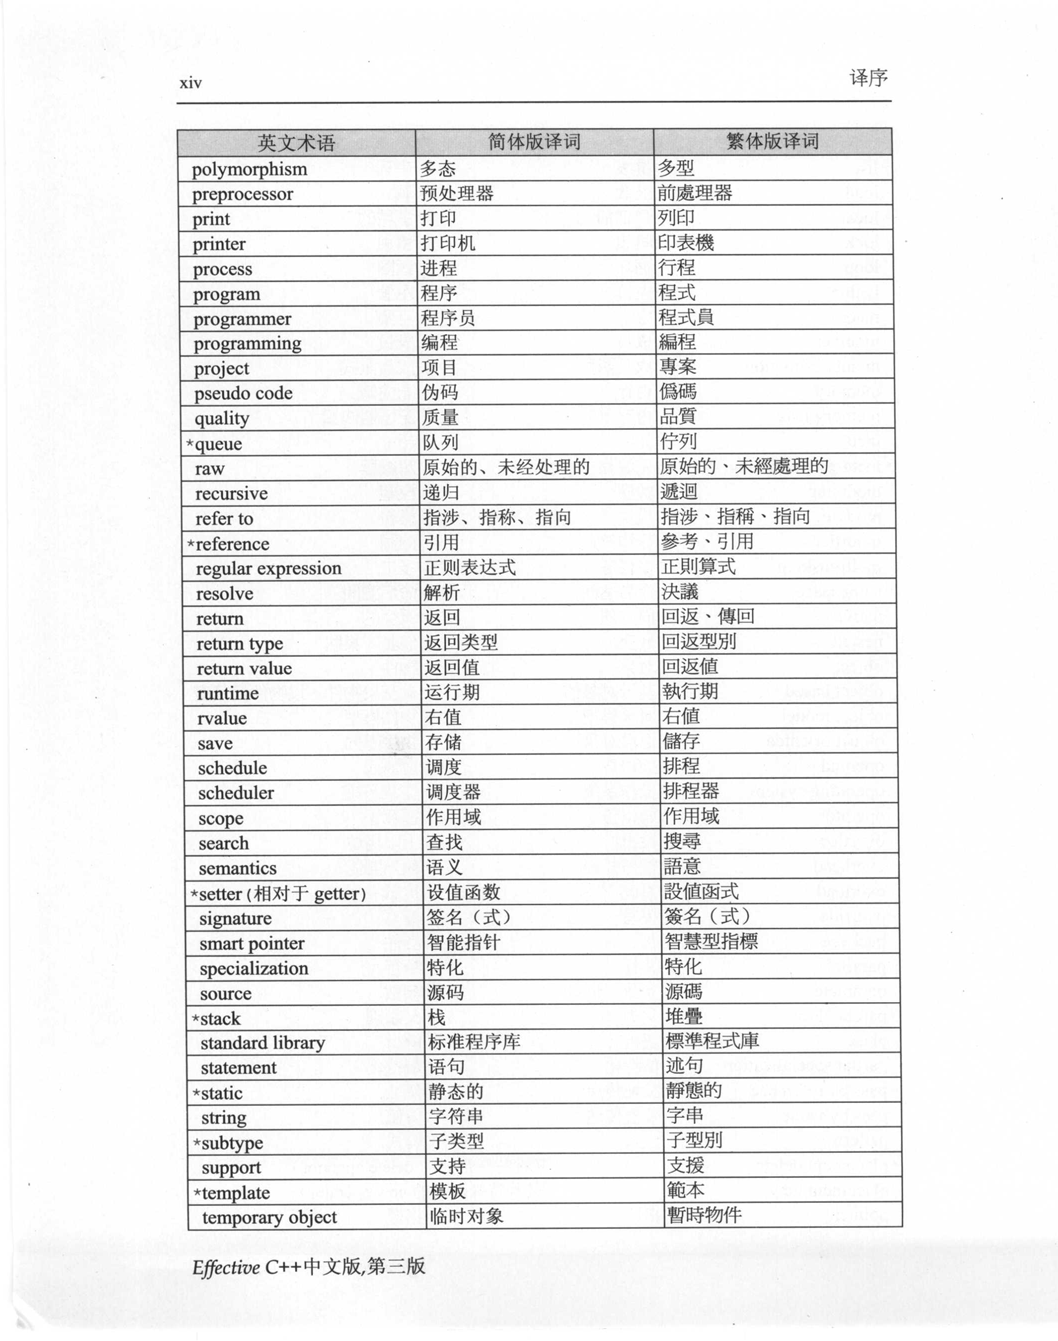 xiv 译序
英文术语 简体版译词 繁体版译词
polymorphism 多态 多型
preprocessor 预处理器 前處理器
print 打印 列印
printer 打印机 印表機
process 进程 行程
program 程序 程式
programmer 程序员 程式員
programming 编程 編程
project 项目 專案
pseudo code 伪码 僞碼
quality 质量 品質
*queue 队列 佇列
raw 原始的、未经处理的 原始的、未經處理的
recursive 递归 遞迴
refer to 指涉、指称、指向 指涉、指稱、指向
*reference 引用 參考、引用
regular expression 正则表达式 正則算式
resolve 解析 決議
return 返回 回返、傳回
return type 返回类型 回返型別
return value 返回值 回返値
runtime 运行期 執行期
rvalue 右值 右値
save 存储 儲存
schedule 调度 排程
scheduler 调度器 排程器
scope 作用域 作用域
search 查找 搜尋
semantics 语义 語意
*setter (相对于 getter) 设值函数 設値函式
signature 签名（式） 簽名（式）
smart pointer 智能指针 智慧型指標
specialization 特化 特化
source 源码 源碼
*stack 栈 堆疊
standard library 标准程序库 標準程式庫
statement 语句 述句
*static 静态的 靜態的
string 字符串 字串
*subtype 子类型 子型別
support 支持 支援
*template 模板 範本
temporary object 临时对象 暫時物件
Effective C++中文版,第三版